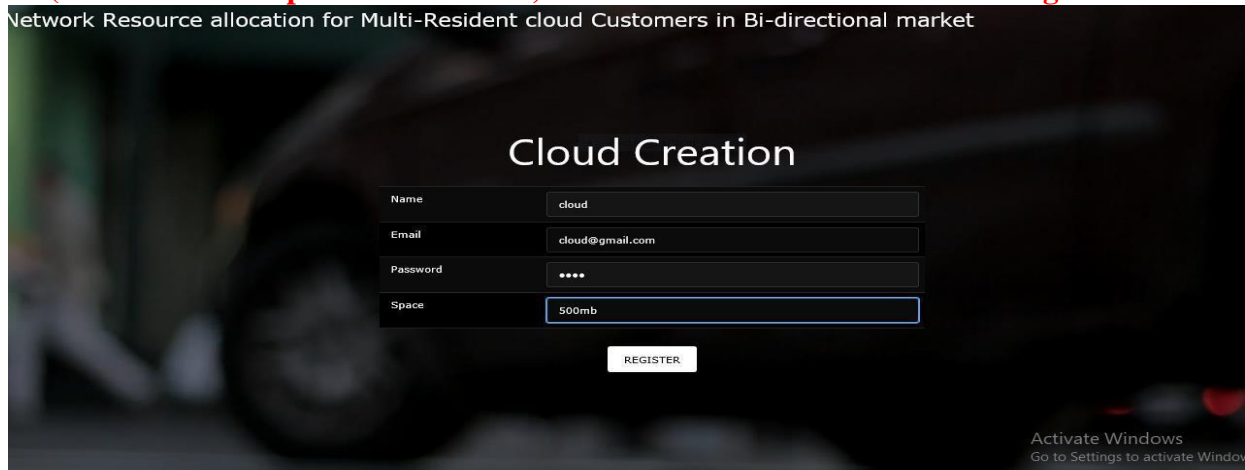 Network Resource allocation for Multi-Resident cloud Customers in Bi-directional market
Cloud Creation
Name
cloud
Email
cloud@gmail.com
Password
••••
Space
500mb
REGISTER
Activate Windows
Go to Settings to activate Window